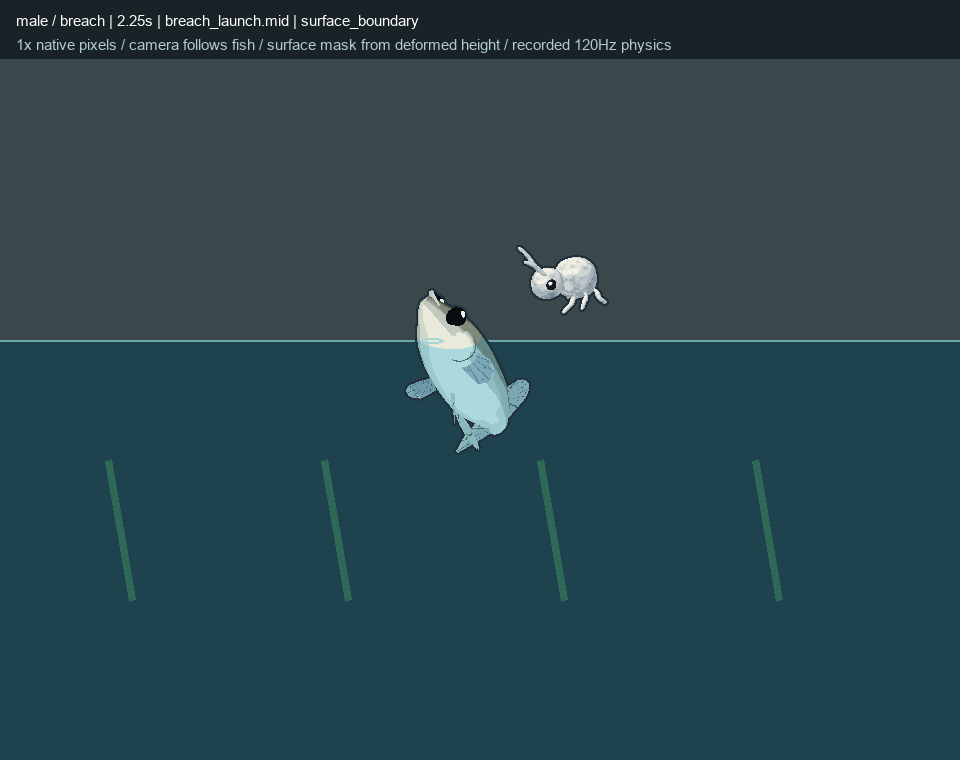 male / breach | 2.25s | breach_launch.mid | surface_boundary
1x native pixels / camera follows fish / surface mask from deformed height / recorded 120Hz physics